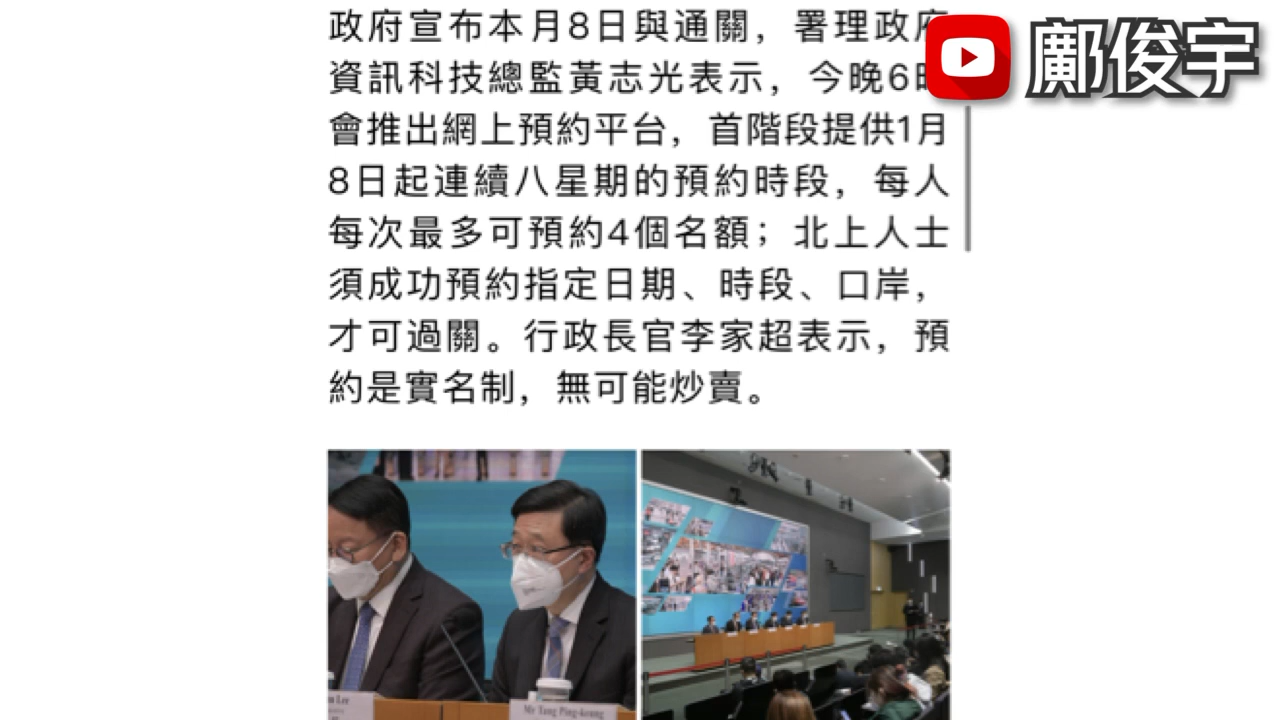 政府宣布本月8日與通關，署理政府
資訊科技總監黃志光表示，今晚6時
會推出網上預約平台，首階段提供1月
8日起連續八星期的預約時段，每人
每次最多可預約4個名額；北上人士
須成功預約指定日期、時段、口岸，
才可過關。行政長官李家超表示，預
約是實名制，無可能炒賣。
鄺俊宇
Mr Tang Ping-keung